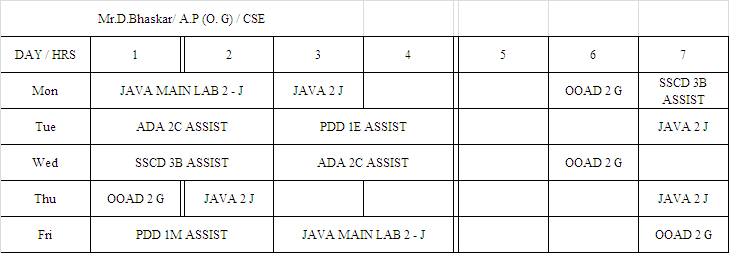 Mr.D.Bhaskar/ A.P (O. G) / CSE
DAY / HRS 1 2 3 4 5 6 7
Mon JAVA MAIN LAB 2 - J JAVA 2 J OOAD 2 G SSCD 3B
ASSIST
Tue ADA 2C ASSIST PDD 1E ASSIST JAVA 2 J
Wed SSCD 3B ASSIST ADA 2C ASSIST OOAD 2 G
Thu OOAD 2 G JAVA 2 J JAVA 2 J
Fri PDD 1M ASSIST JAVA MAIN LAB 2 - J OOAD 2 G